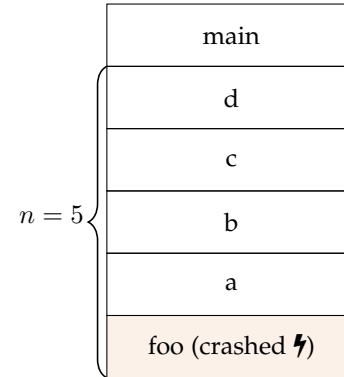 main
d
c
n = 5
b
a
foo (crashed ⚡)